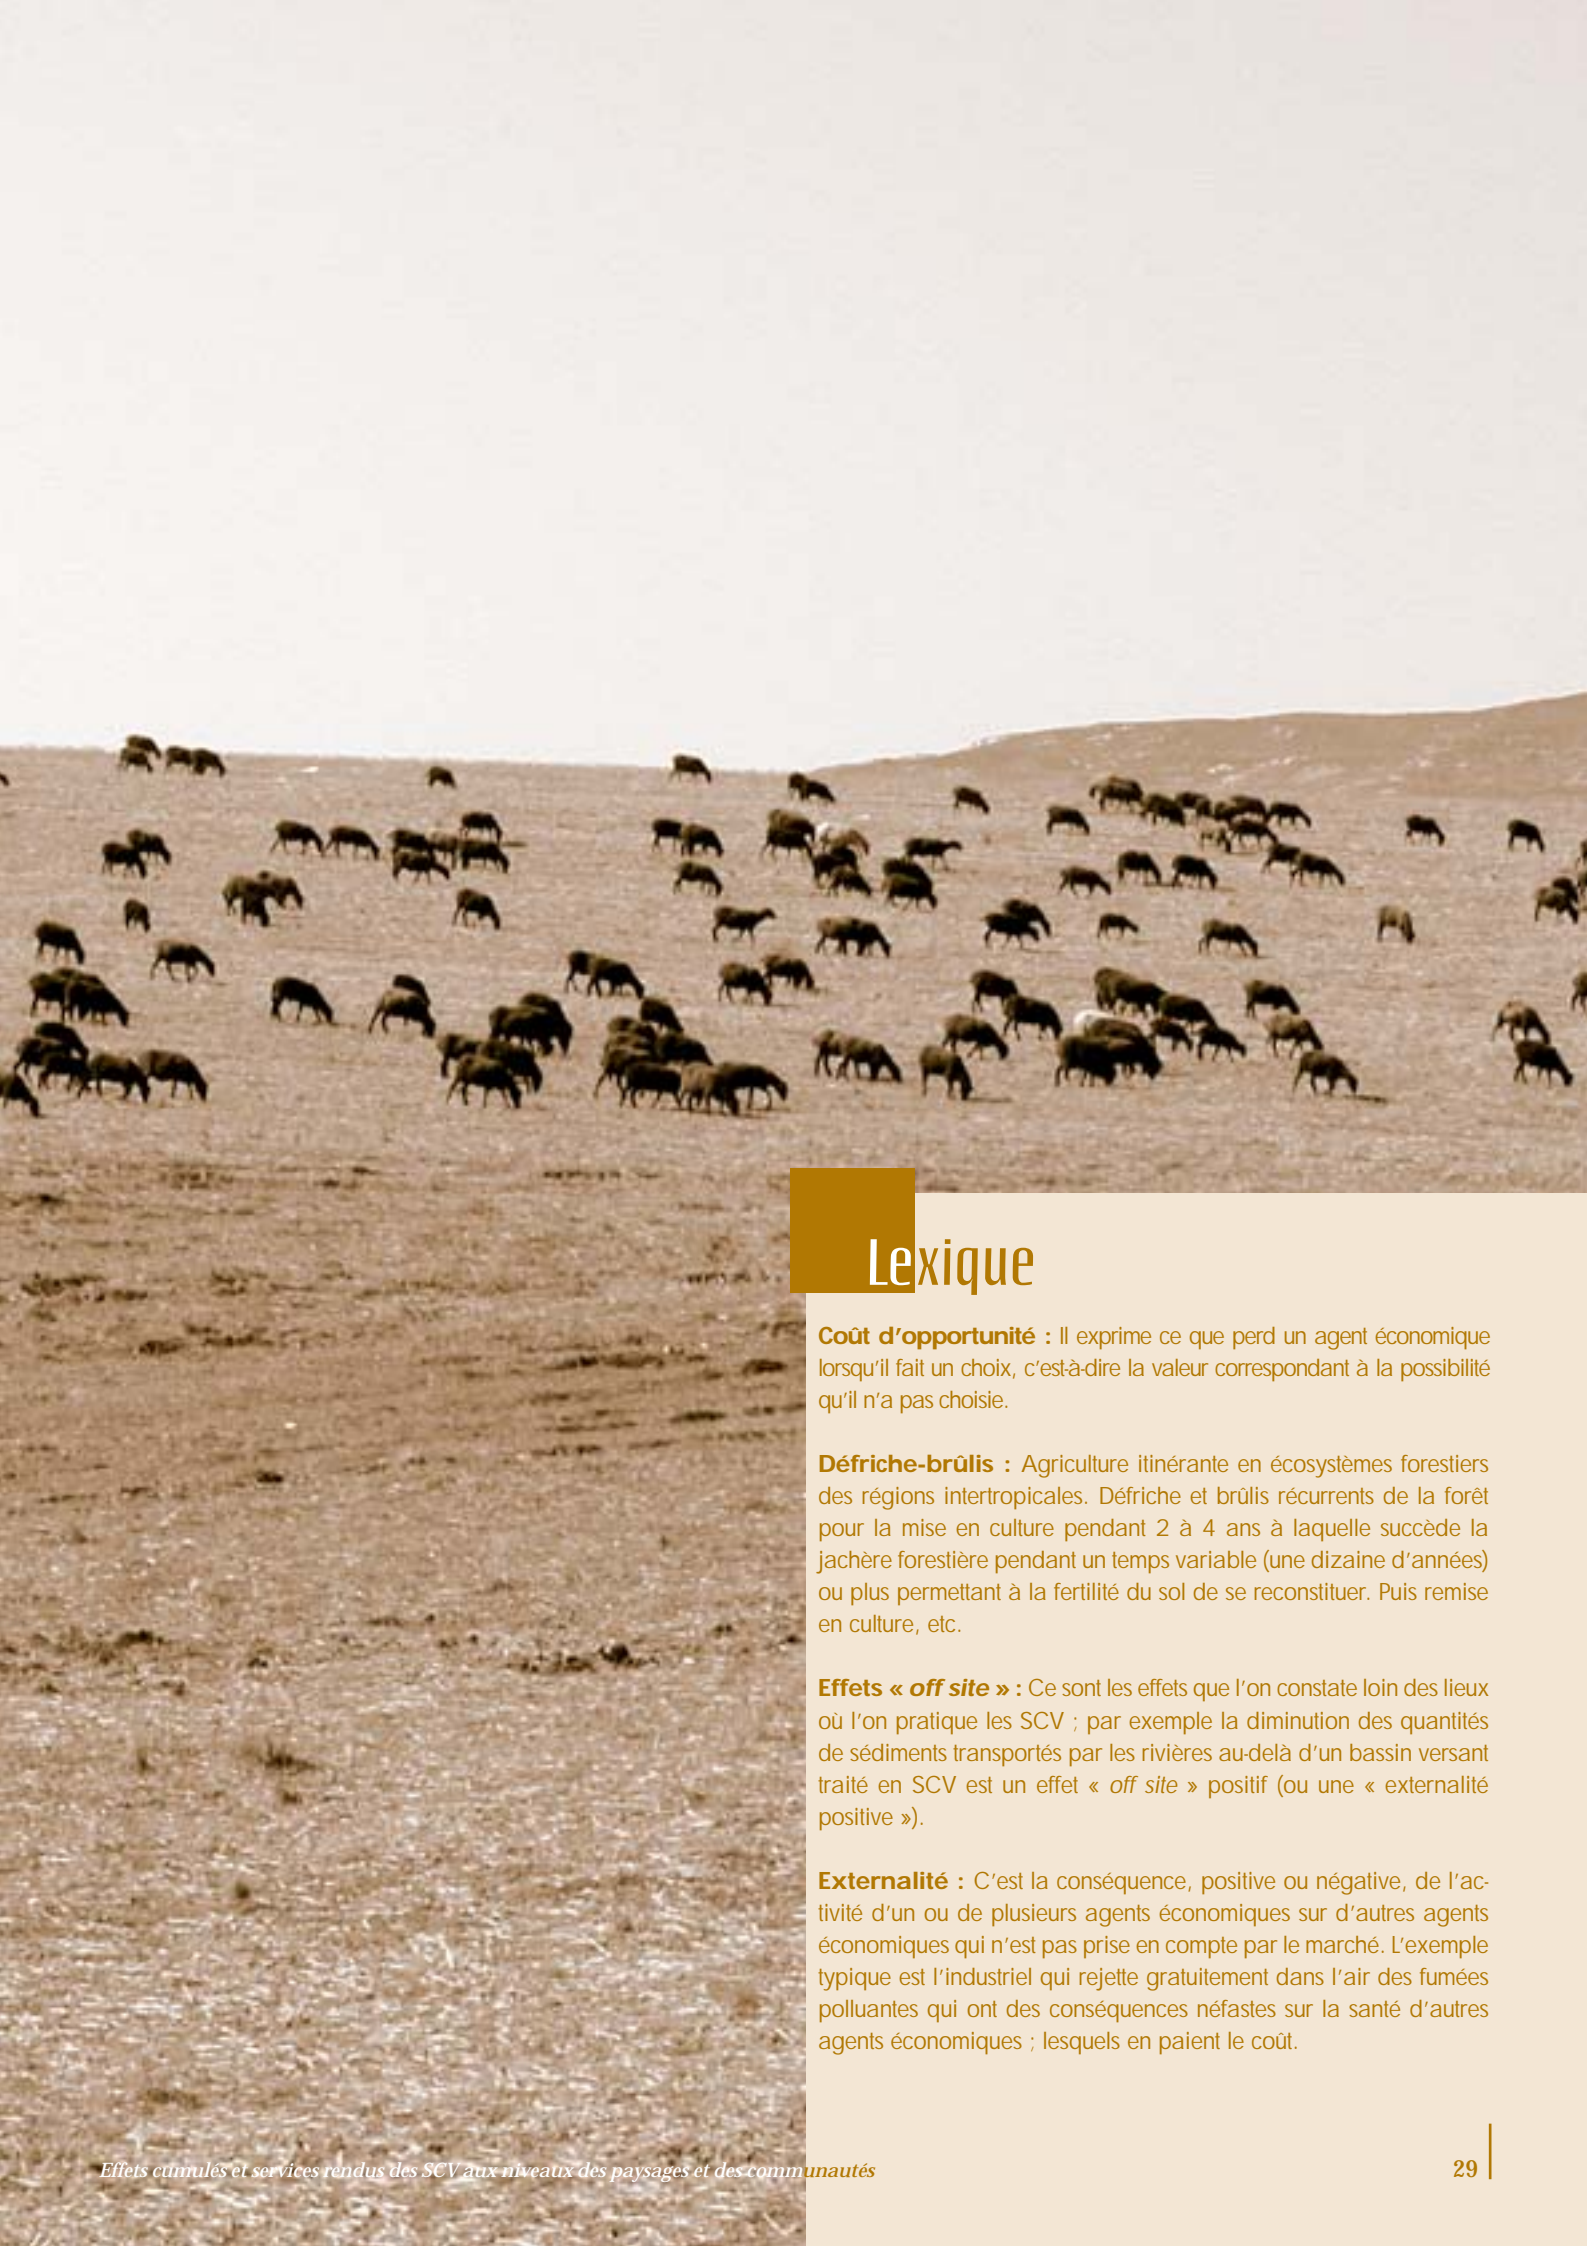 Lexique
Coût d'opportunité : Il exprime ce que perd un agent économique
lorsqu'il fait un choix, c'est-à-dire la valeur correspondant à la possibilité
qu'il n'a pas choisie.
Défriche-brûlis : Agriculture itinérante en écosystèmes forestiers
des régions intertropicales. Défriche et brûlis récurrents de la forêt
pour la mise en culture pendant 2 à 4 ans à laquelle succède la
jachère forestière pendant un temps variable (une dizaine d'années)
ou plus permettant à la fertilité du sol de se reconstituer. Puis remise
en culture, etc.
Effets « off site » : Ce sont les effets que l'on constate loin des lieux
où l'on pratique les SCV ; par exemple la diminution des quantités
de sédiments transportés par les rivières au-delà d'un bassin versant
traité en SCV est un effet « off site » positif (ou une « externalité
positive »).
Externalité : C'est la conséquence, positive ou négative, de l'ac-
tivité d'un ou de plusieurs agents économiques sur d'autres agents
économiques qui n'est pas prise en compte par le marché. L'exemple
typique est l'industriel qui rejette gratuitement dans l'air des fumées
polluantes qui ont des conséquences néfastes sur la santé d'autres
agents économiques ; lesquels en paient le coût.
Effets cumulés et services rendus des SCV aux niveaux des paysages et des communautés
29